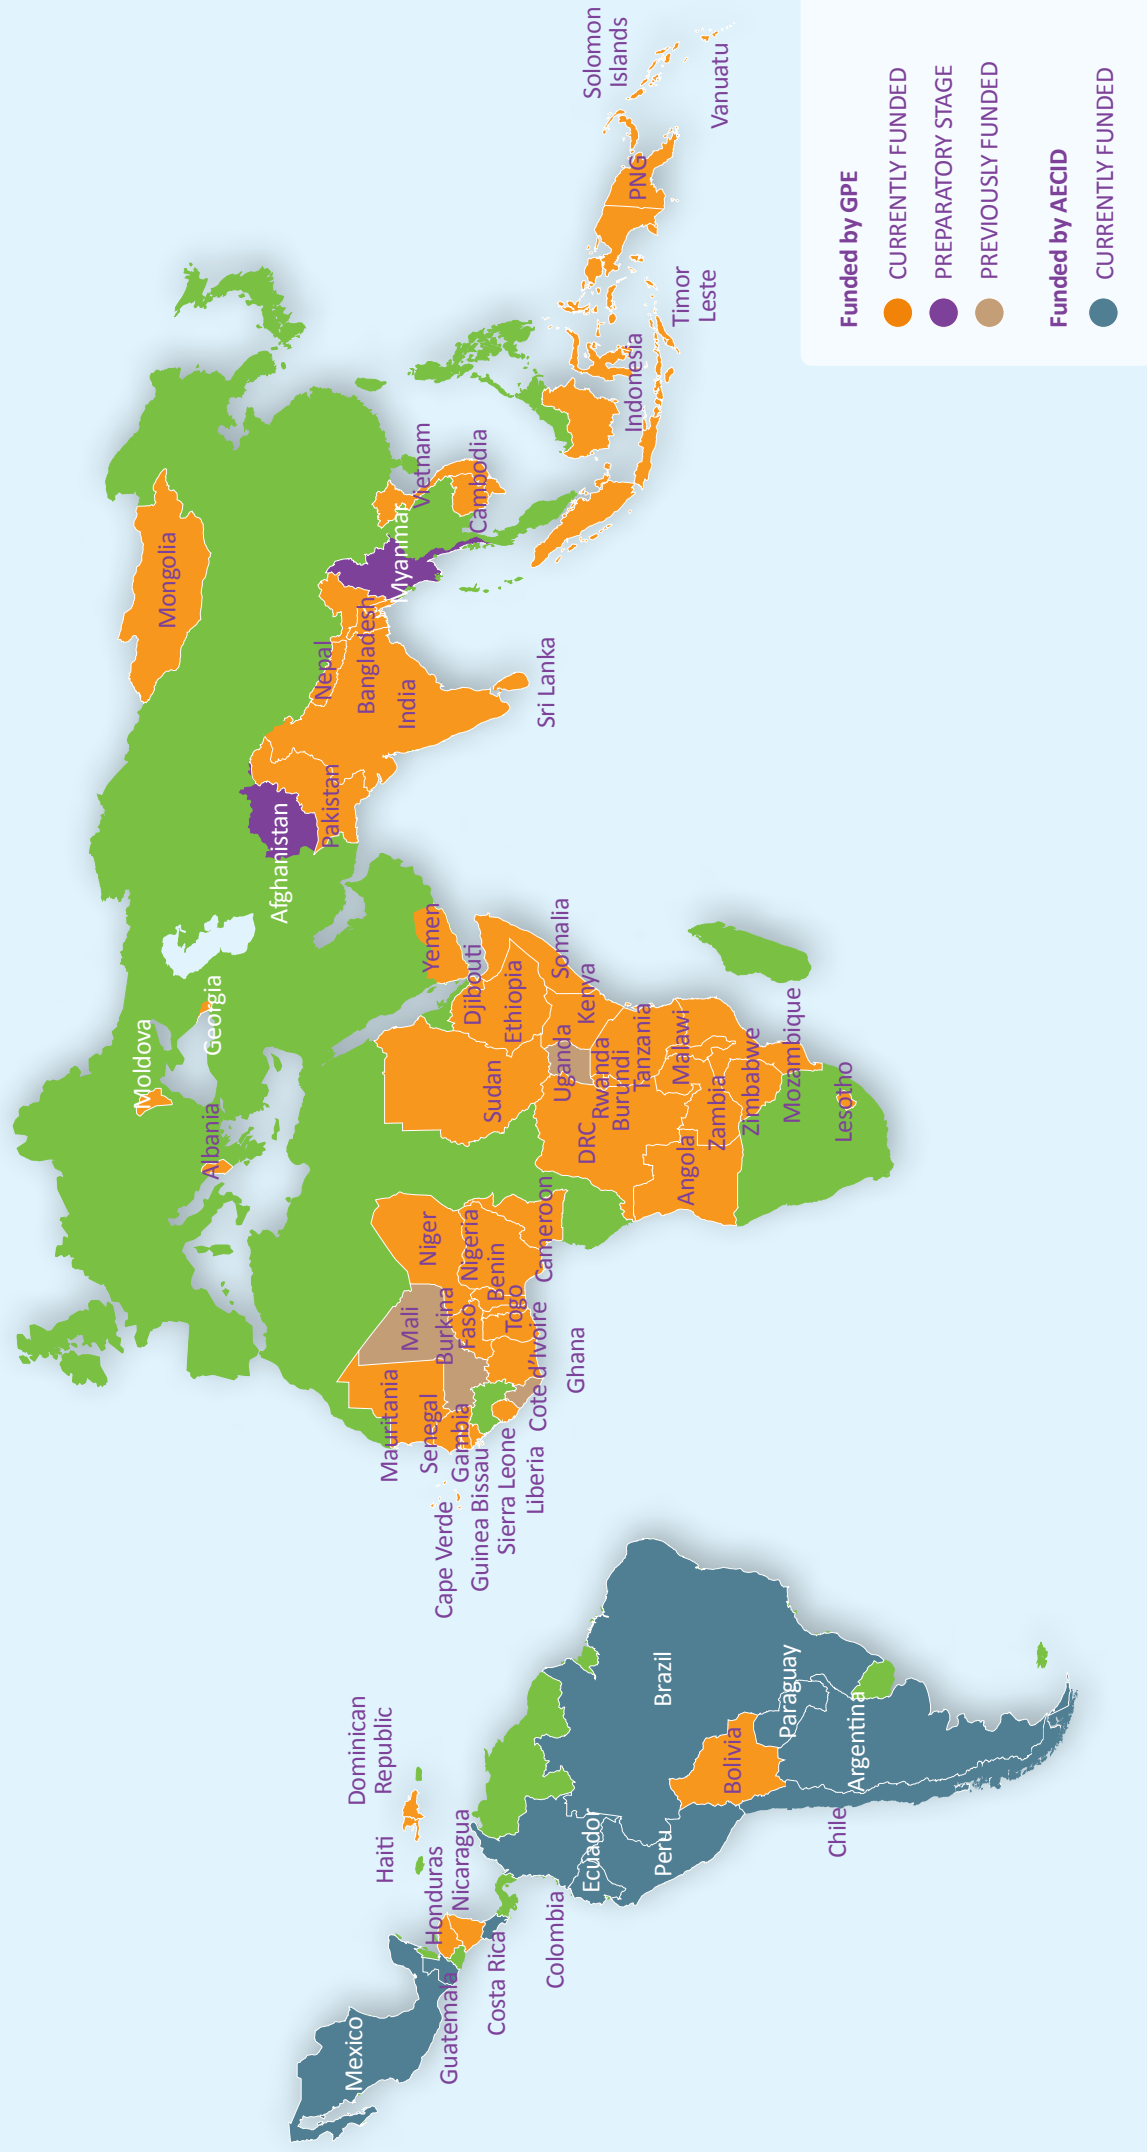 Mexico
Guatemala
Honduras
Nicaragua
Costa Rica
Haiti
Dominican
Republic
Colombia
Ecuador
Peru
Brazil
Bolivia
Paraguay
Chile
Argentina
Cape Verde
Mauritania
Senegal
Gambia
Guinea Bissau
Sierra Leone
Liberia
Cote d'Ivoire
Ghana
Mali
Burkina
Faso
Togo
Benin
Niger
Nigeria
Cameroon
Moldova
Albania
Georgia
Sudan
Djibouti
Ethiopia
Somalia
Kenya
Uganda
Rwanda
Burundi
Tanzania
DRC
Angola
Malawi
Zambia
Zimbabwe
Mozambique
Lesotho
Yemen
Afghanistan
Pakistan
Nepal
Bangladesh
India
Sri Lanka
Mongolia
Myanmar
Vietnam
Cambodia
Indonesia
Timor
Leste
PNG
Solomon
Islands
Vanuatu
Funded by GPE
CURRENTLY FUNDED
PREPARATORY STAGE
PREVIOUSLY FUNDED
Funded by AECID
CURRENTLY FUNDED